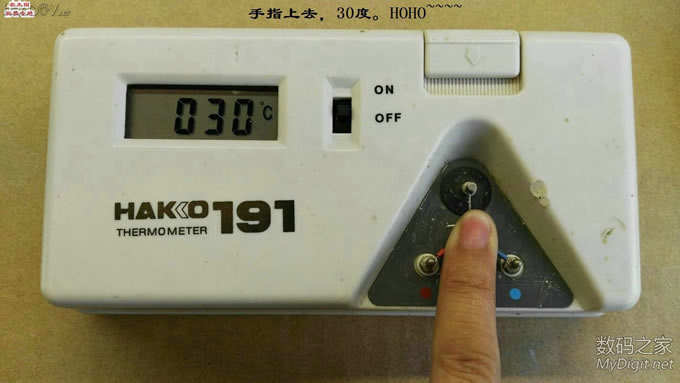 手指上去，30度。HOHO~~~~
030°C
ON
OFF
HAKKO 191
THERMOMETER
数码之家
MyDigit.net